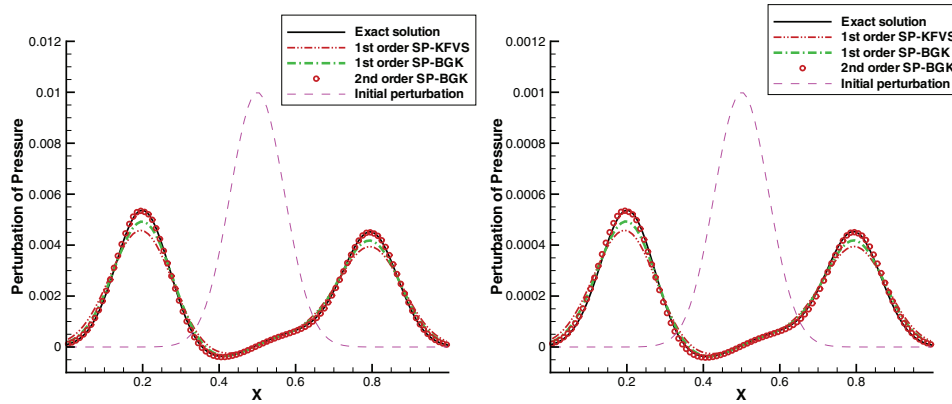 Exact solution
1st order SP-KFVS
1st order SP-BGK
2nd order SP-BGK
Initial perturbation
0.012
0.01
0.008
0.006
0.004
0.002
0
Perturbation of Pressure
0.2
0.4
0.6
0.8
X
Exact solution
1st order SP-KFVS
1st order SP-BGK
2nd order SP-BGK
Initial perturbation
0.0012
0.001
0.0008
0.0006
0.0004
0.0002
0
Perturbation of Pressure
0.2
0.4
0.6
0.8
X